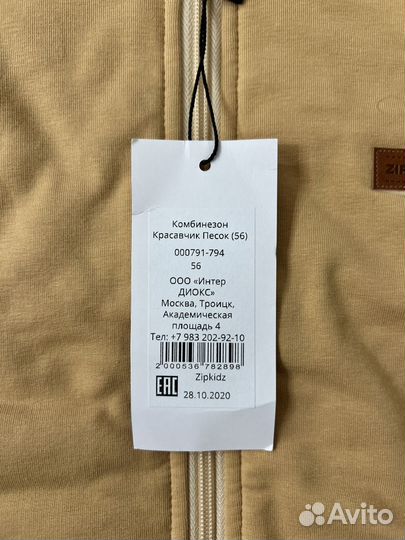 Комбинезон
Красавчик Песок (56)
000791-794
56
ООО «Интер
ДИОКС»
Москва, Троицк,
Академическая
площадь 4
Тел: +7 983 202-92-10
2 000536 782898
EAC
Zipkidz
28.10.2020
Avito